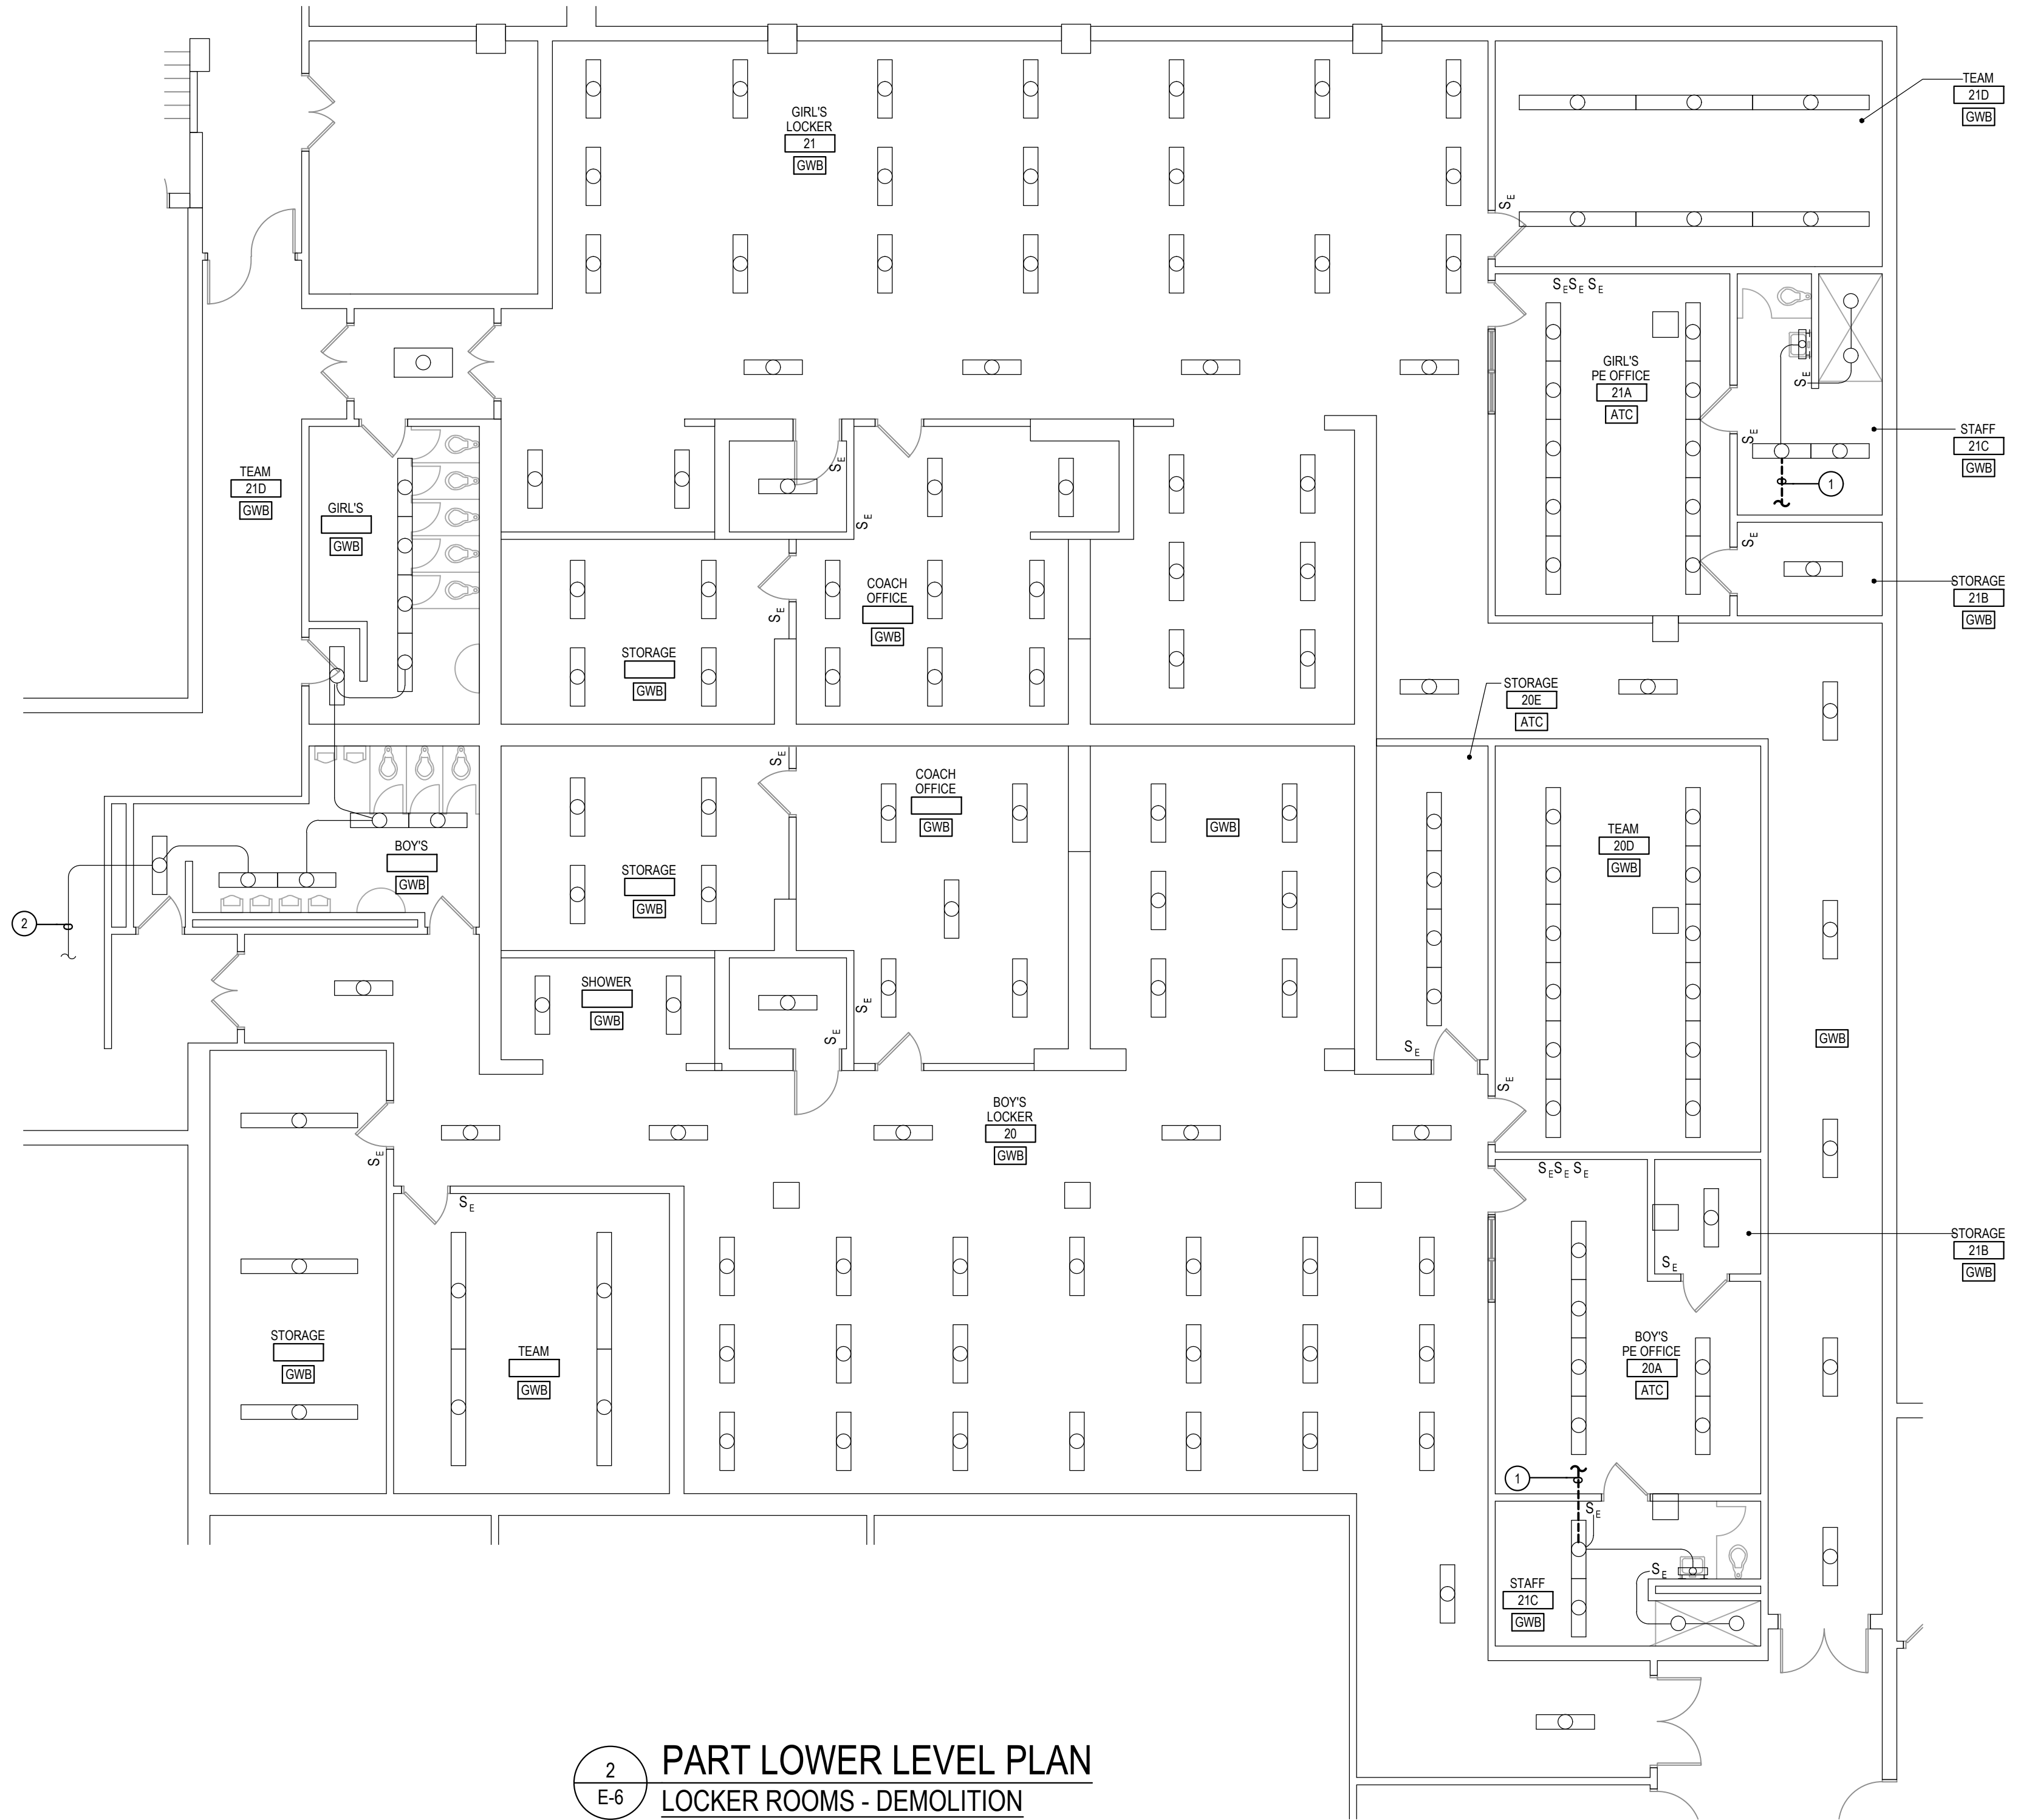 TEAM
21D
GWB
GIRL'S
LOCKER
21
GWB
S E
S E S E S E
GIRL'S
PE OFFICE
21A
ATC
S E
S E
STAFF
21C
GWB
1
TEAM
21D
GWB
GIRL'S
GWB
S E
S E
COACH
OFFICE
GWB
S E
STORAGE
GWB
S E
STORAGE
21B
GWB
STORAGE
20E
ATC
S E
COACH
OFFICE
GWB
GWB
TEAM
20D
GWB
BOY'S
GWB
STORAGE
GWB
2
SHOWER
GWB
S E
S E
S E
GWB
S E
BOY'S
LOCKER
20
GWB
S E
S E
S E S E S E
STORAGE
21B
GWB
S E
STORAGE
GWB
TEAM
GWB
BOY'S
PE OFFICE
20A
ATC
1
S E
S E
STAFF
21C
GWB
2
E-6
PART LOWER LEVEL PLAN
LOCKER ROOMS - DEMOLITION